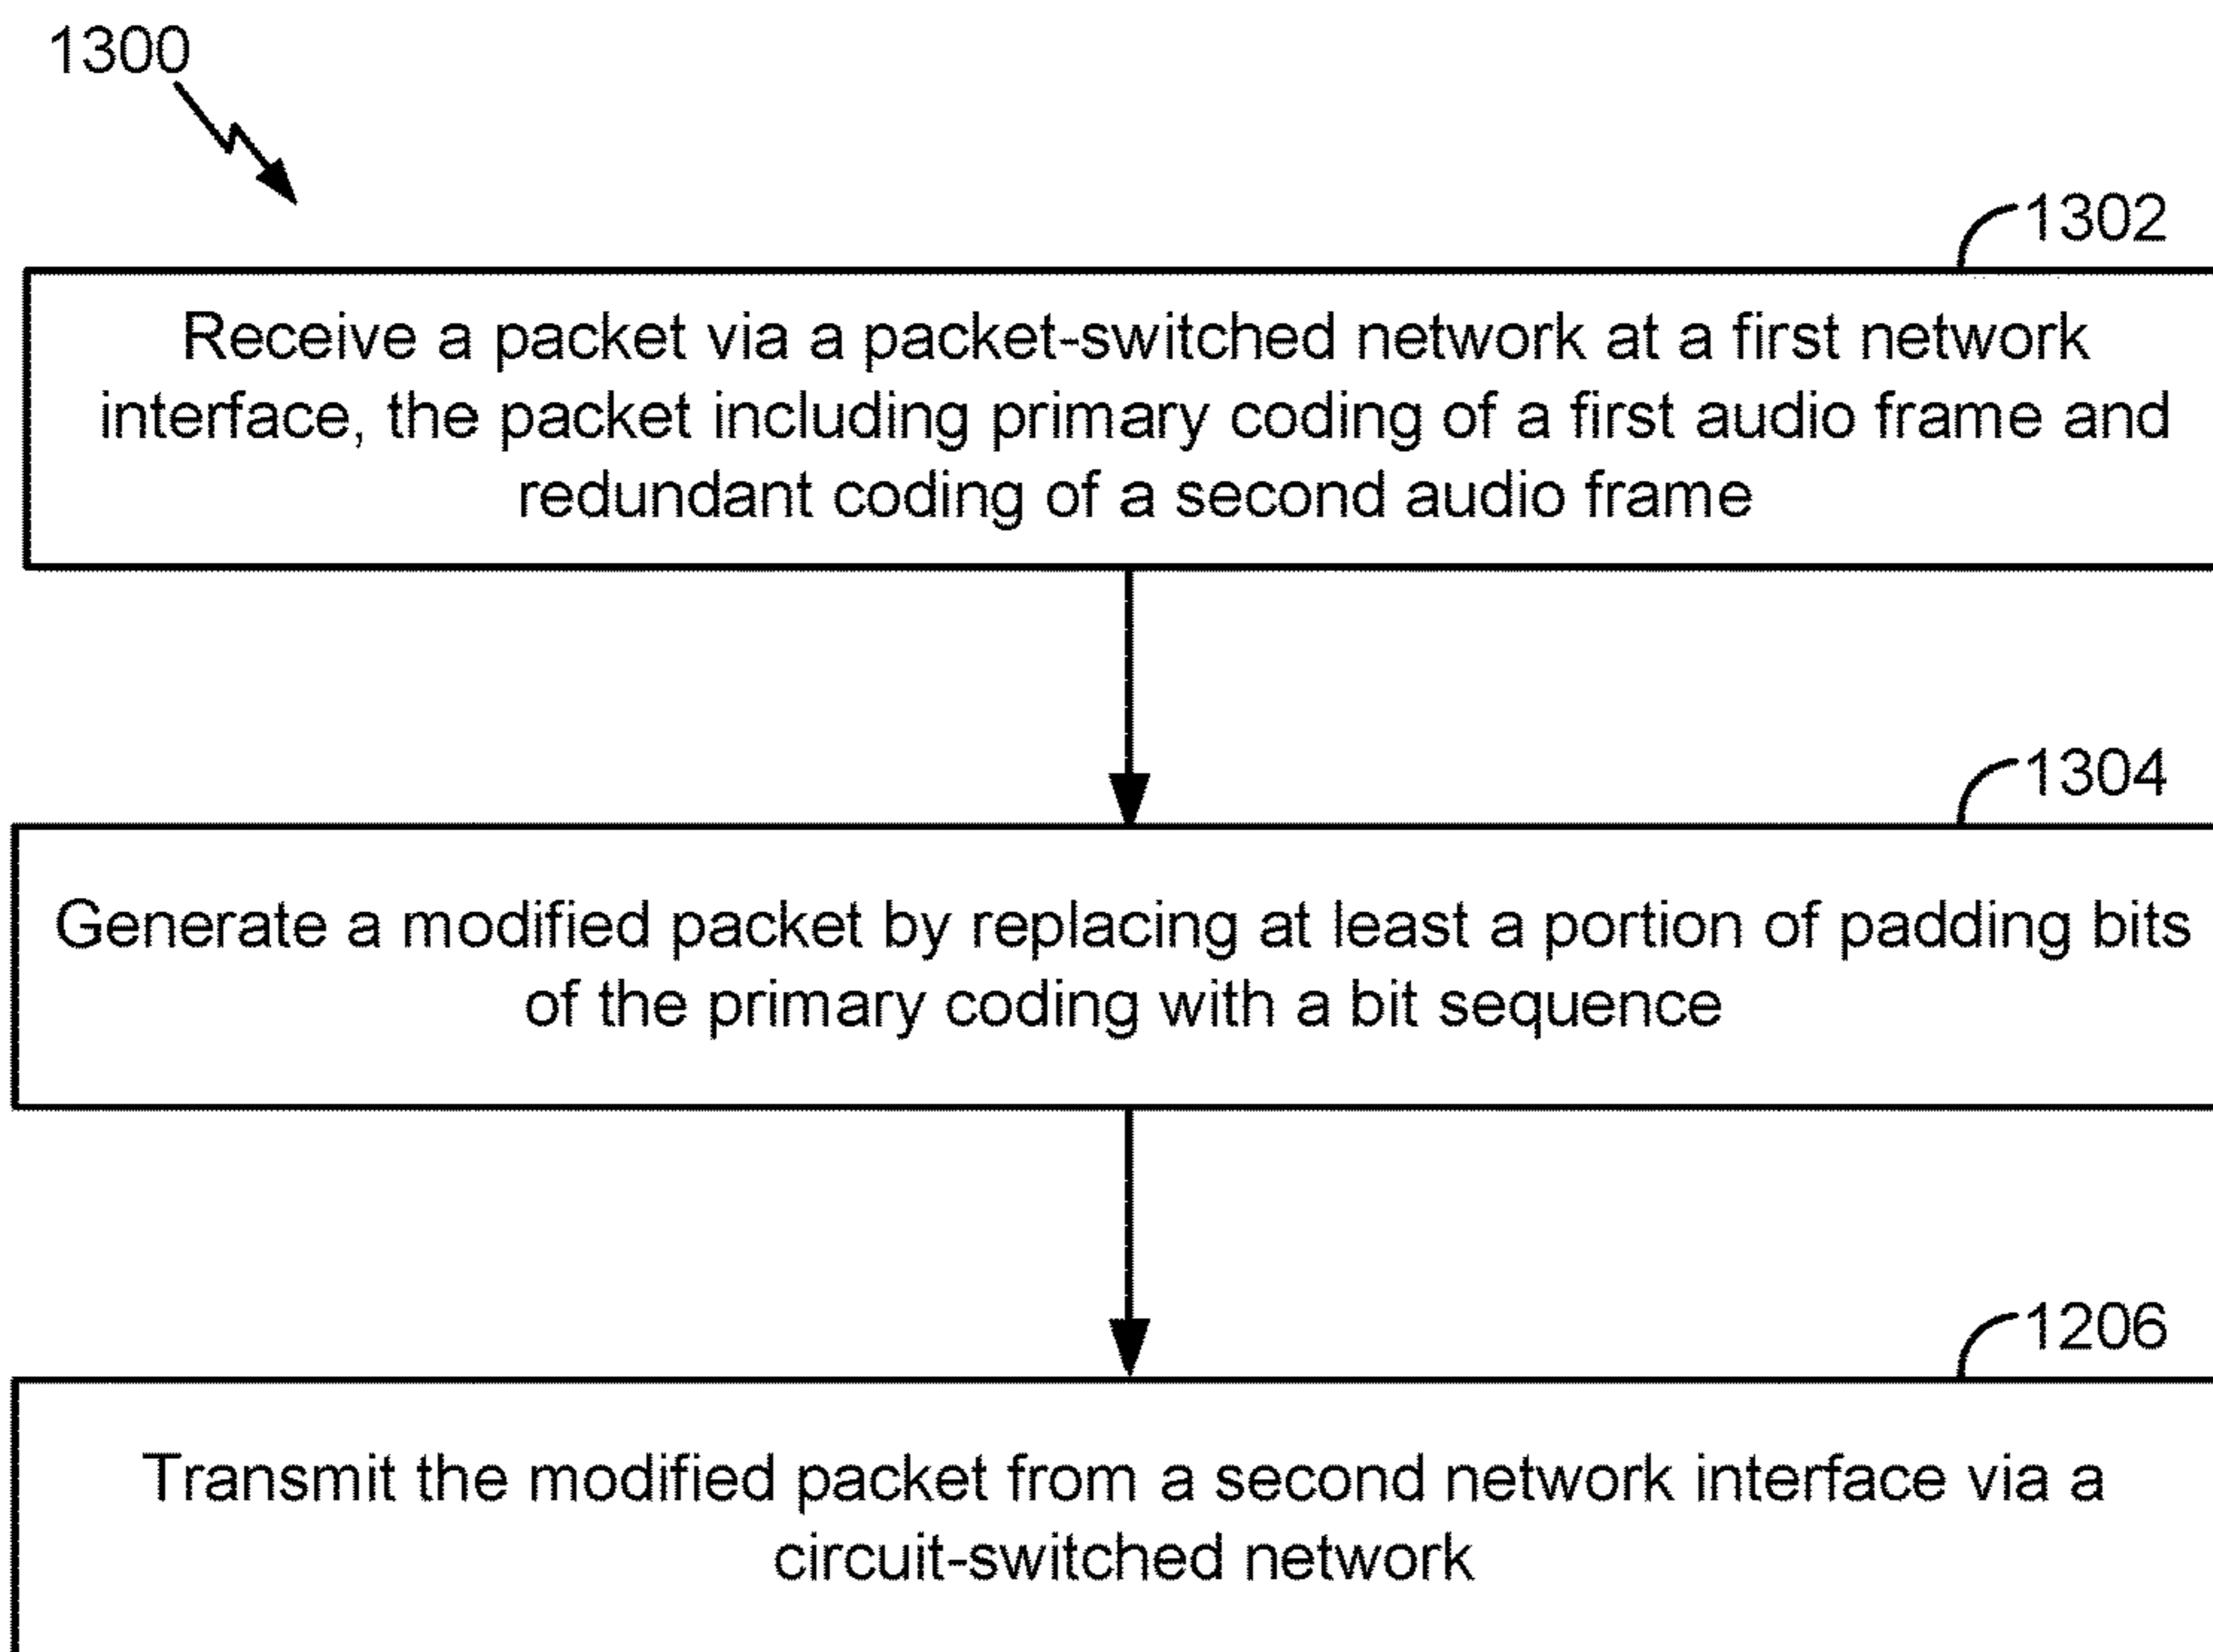 1300
1302
Receive a packet via a packet-switched network at a first network
interface, the packet including primary coding of a first audio frame and
redundant coding of a second audio frame
1304
Generate a modified packet by replacing at least a portion of padding bits
of the primary coding with a bit sequence
1206
Transmit the modified packet from a second network interface via a
circuit-switched network